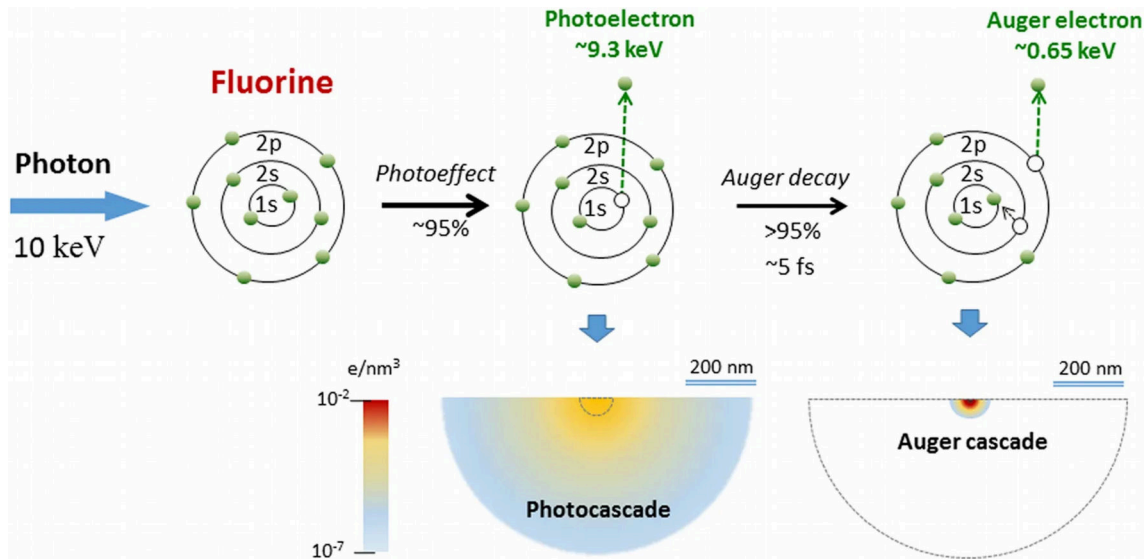 Photoelectron
~9.3 keV
Auger electron
~0.65 keV
Fluorine
Photon
10 keV
2p
2s
1s
Photoeffect
~95%
2p
2s
1s
Auger decay
>95%
~5 fs
2p
2s
1s
e/nm³
10⁻²
10⁻⁷
200 nm
Photocascade
200 nm
Auger cascade